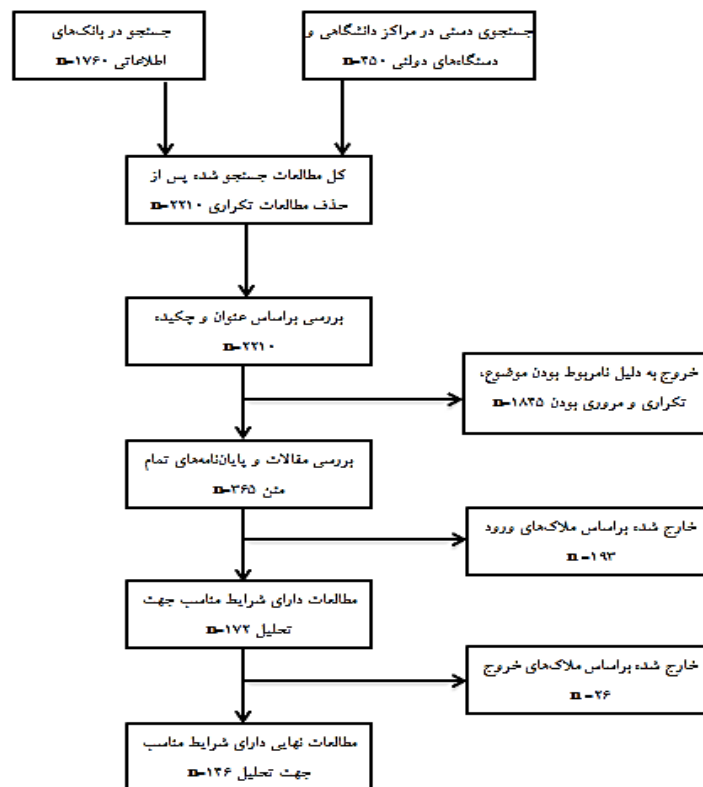 جستجوی دستی در مراکز دانشگاهی و
دستگاه‌های دولتی n=۴۵۰
جستجو در بانک‌های
اطلاعاتی n=۱۷۶۰
کل مطالعات جستجو شده پس از
حذف مطالعات تکراری n=۲۲۱۰
بررسی براساس عنوان و چکیده
n=۲۲۱۰
خروج به دلیل نامربوط بودن موضوع،
تکراری و مروری بودن n=۱۸۴۵
بررسی مقالات و پایان‌نامه‌های تمام
متن n=۳۶۵
خارج شده براساس ملاک‌های ورود
n =۱۹۳
مطالعات دارای شرایط مناسب جهت
تحلیل n=۱۷۲
خارج شده براساس ملاک‌های خروج
n =۲۶
مطالعات نهایی دارای شرایط مناسب
جهت تحلیل n=۱۴۶